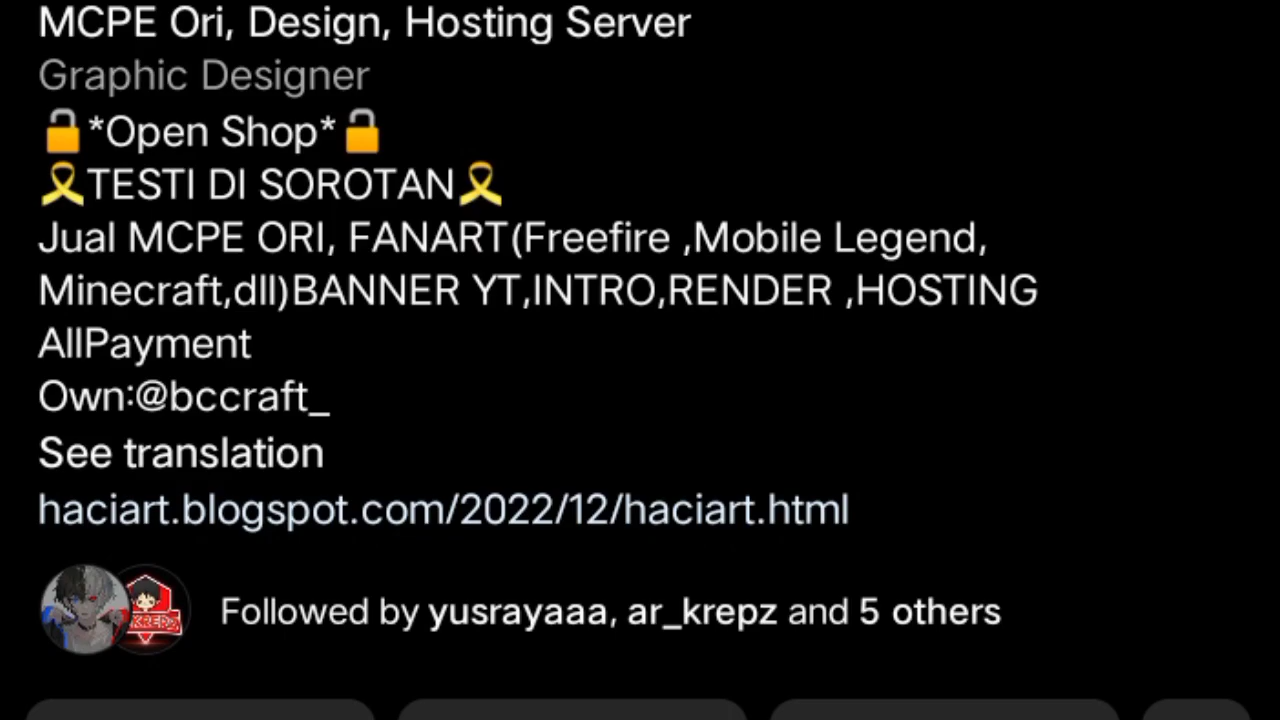 MCPE Ori, Design, Hosting Server
Graphic Designer
🔓*Open Shop*🔓
🎗TESTI DI SOROTAN🎗
Jual MCPE ORI, FANART(Freefire ,Mobile Legend,
Minecraft,dll)BANNER YT,INTRO,RENDER ,HOSTING
AllPayment
Own:@bccraft_
See translation
haciart.blogspot.com/2022/12/haciart.html
KREPZ
Followed by yusrayaaa, ar_krepz and 5 others